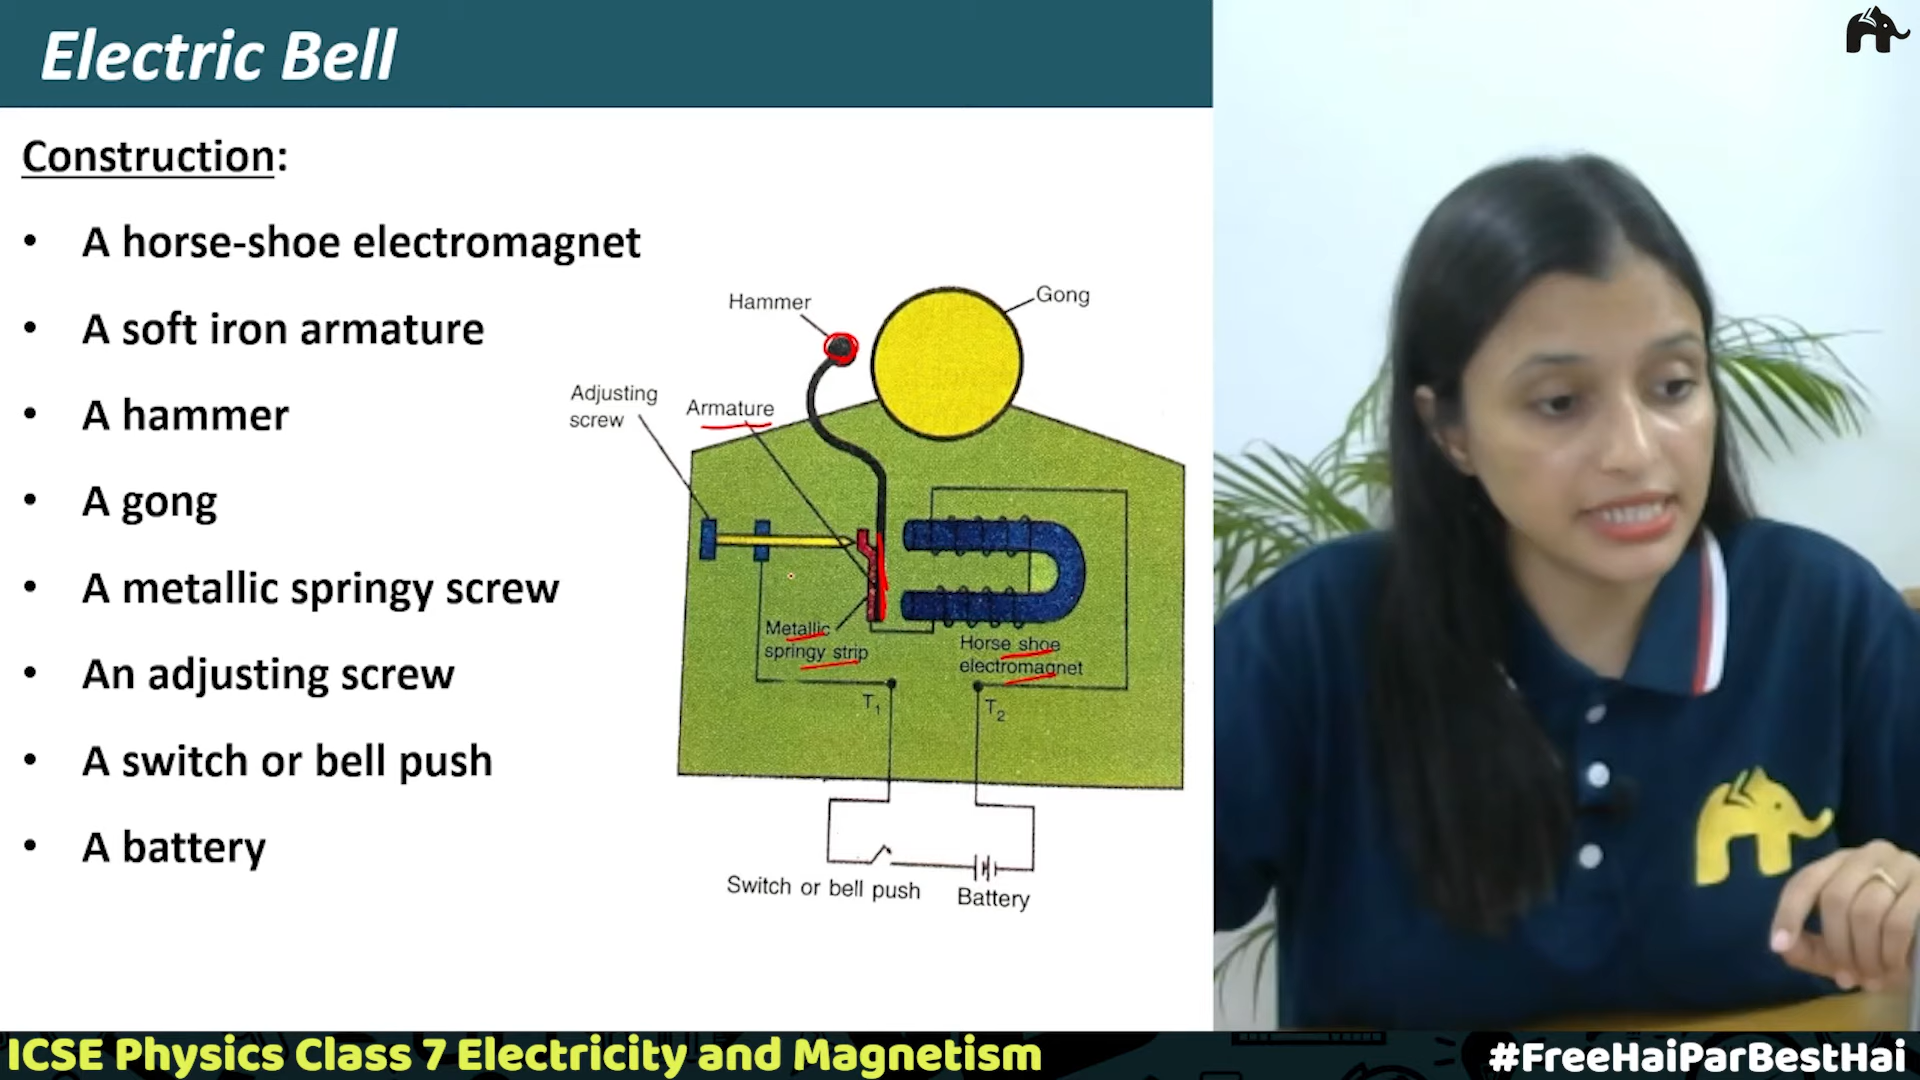 Electric Bell
Construction:
• A horse-shoe electromagnet
• A soft iron armature
• A hammer
• A gong
• A metallic springy screw
• An adjusting screw
• A switch or bell push
• A battery
Hammer
Gong
Adjusting
screw
Armature
Metallic
springy strip
Horse shoe
electromagnet
T1
T2
Switch or bell push
Battery
ICSE Physics Class 7 Electricity and Magnetism
#FreeHaiParBestHai